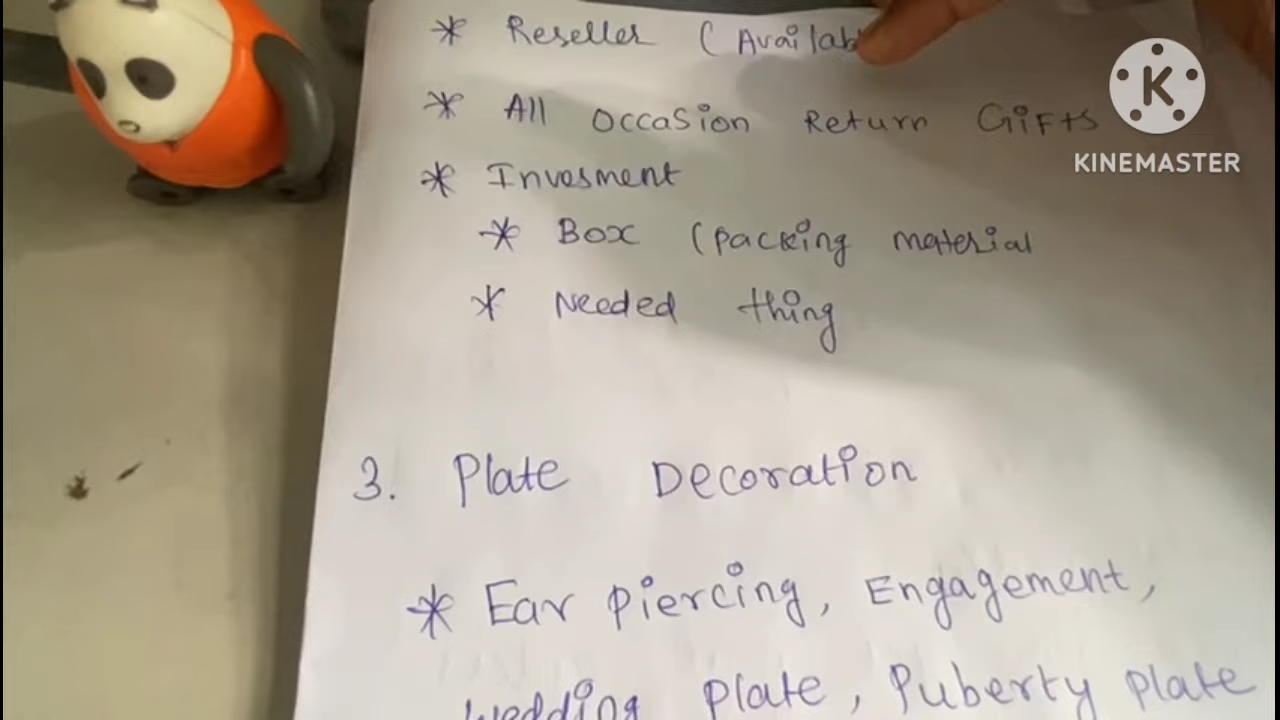 * Reseller (Availab
* All Occasion Return Gifts
KINEMASTER
* Invesment
* Box (packing material
* Needed thing
3. Plate Decoration
* Ear piercing, Engagement,
Wedding plate, Puberty plate